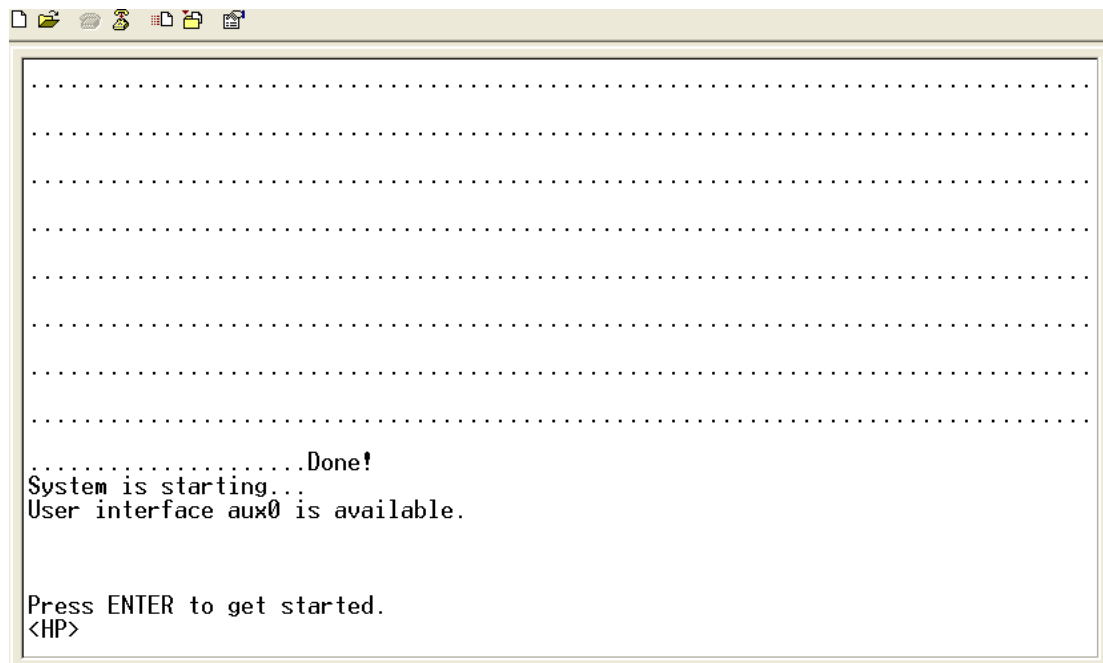 ................................................................................
................................................................................
................................................................................
................................................................................
................................................................................
................................................................................
................................................................................
................................................................................
.....................Done!
System is starting...
User interface aux0 is available.
Press ENTER to get started.
<HP>